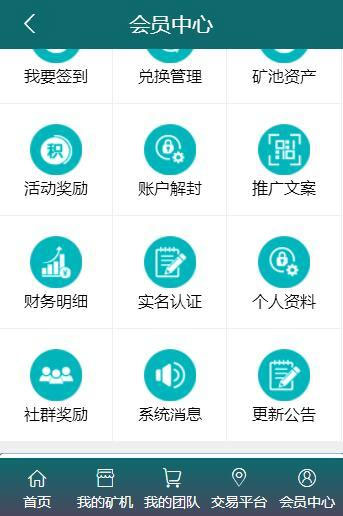 会员中心
我要签到 兑换管理 矿池资产
积
活动奖励 账户解封 推广文案
财务明细 实名认证 个人资料
社群奖励 系统消息 更新公告
首页 我的矿机 我的团队 交易平台 会员中心